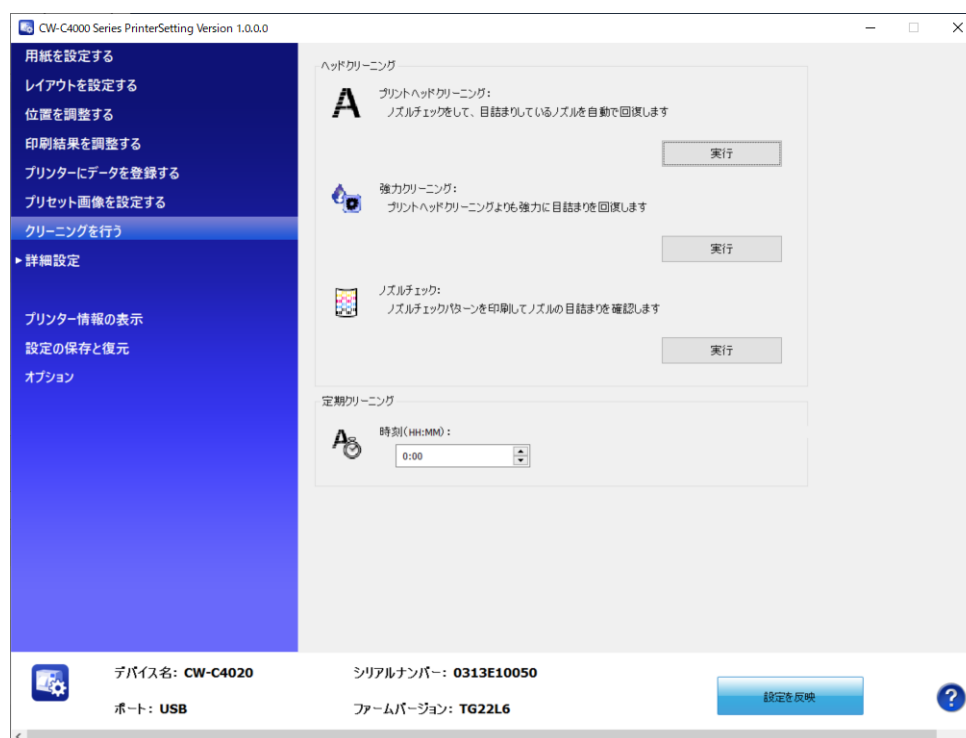 CW-C4000 Series PrinterSetting Version 1.0.0.0
用紙を設定する
レイアウトを設定する
位置を調整する
印刷結果を調整する
プリンターにデータを登録する
プリセット画像を設定する
クリーニングを行う
詳細設定
プリンター情報の表示
設定の保存と復元
オプション
ヘッドクリーニング
プリントヘッドクリーニング:
ノズルチェックをして、目詰まりしているノズルを自動で回復します
実行
強力クリーニング:
プリントヘッドクリーニングよりも強力に目詰まりを回復します
実行
ノズルチェック:
ノズルチェックパターンを印刷してノズルの目詰まりを確認します
実行
定期クリーニング
時刻(HH:MM):
0:00
デバイス名: CW-C4020
シリアルナンバー: 0313E10050
ポート: USB
ファームバージョン: TG22L6
設定を反映
?